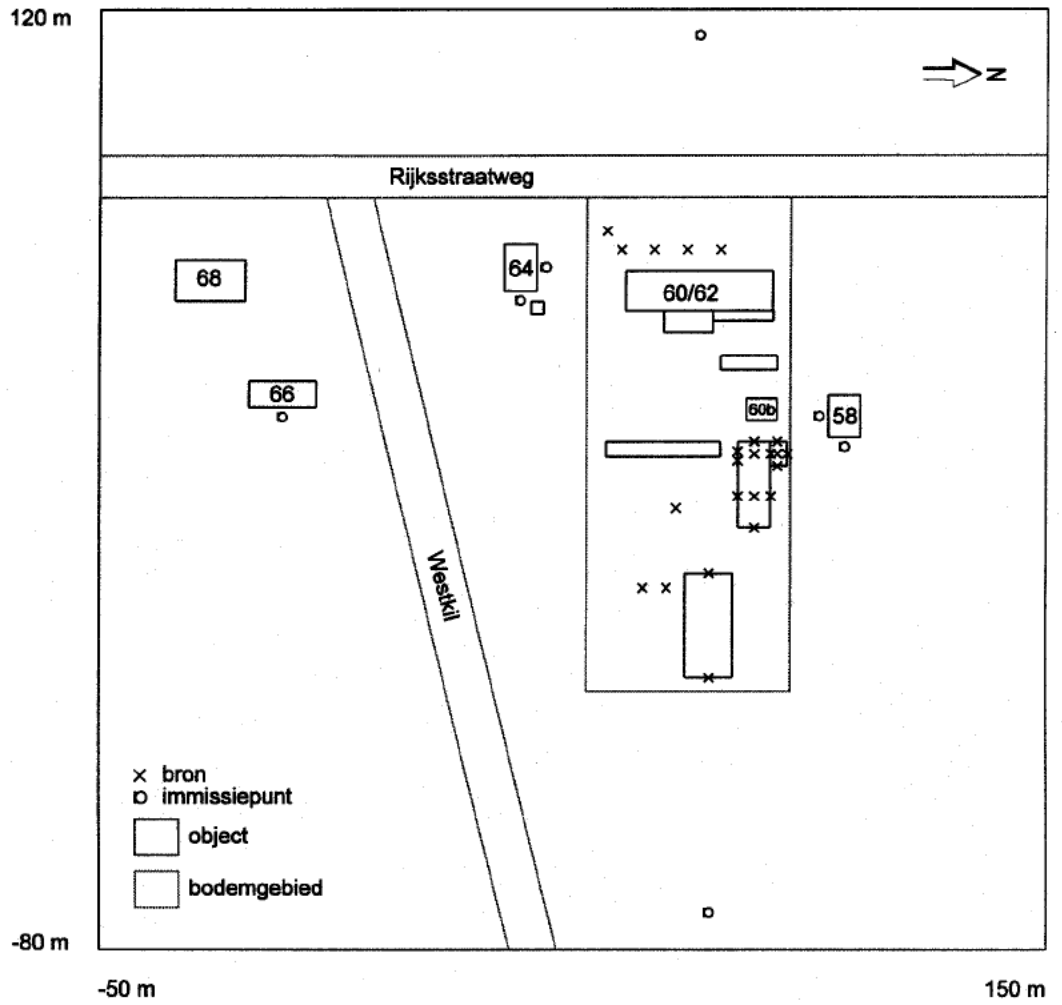 120 m
N
Rijksstraatweg
68
64
60/62
66
60b
58
Westkil
bron
immissiepunt
object
bodemgebied
-80 m
-50 m
150 m